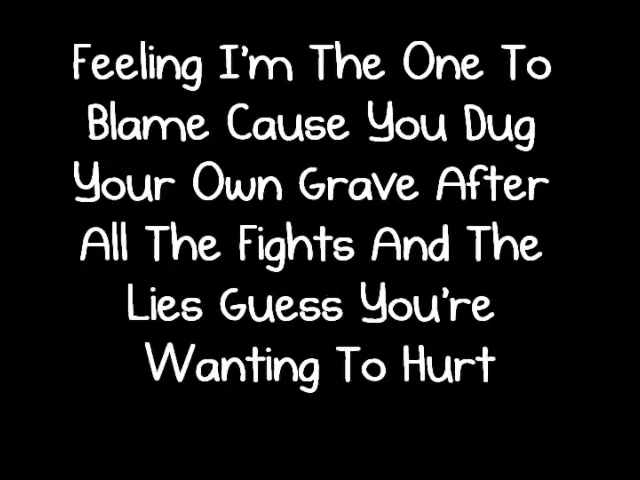 Feeling I'm The One To
Blame Cause You Dug
Your Own Grave After
All The Fights And The
Lies Guess You're
Wanting To Hurt